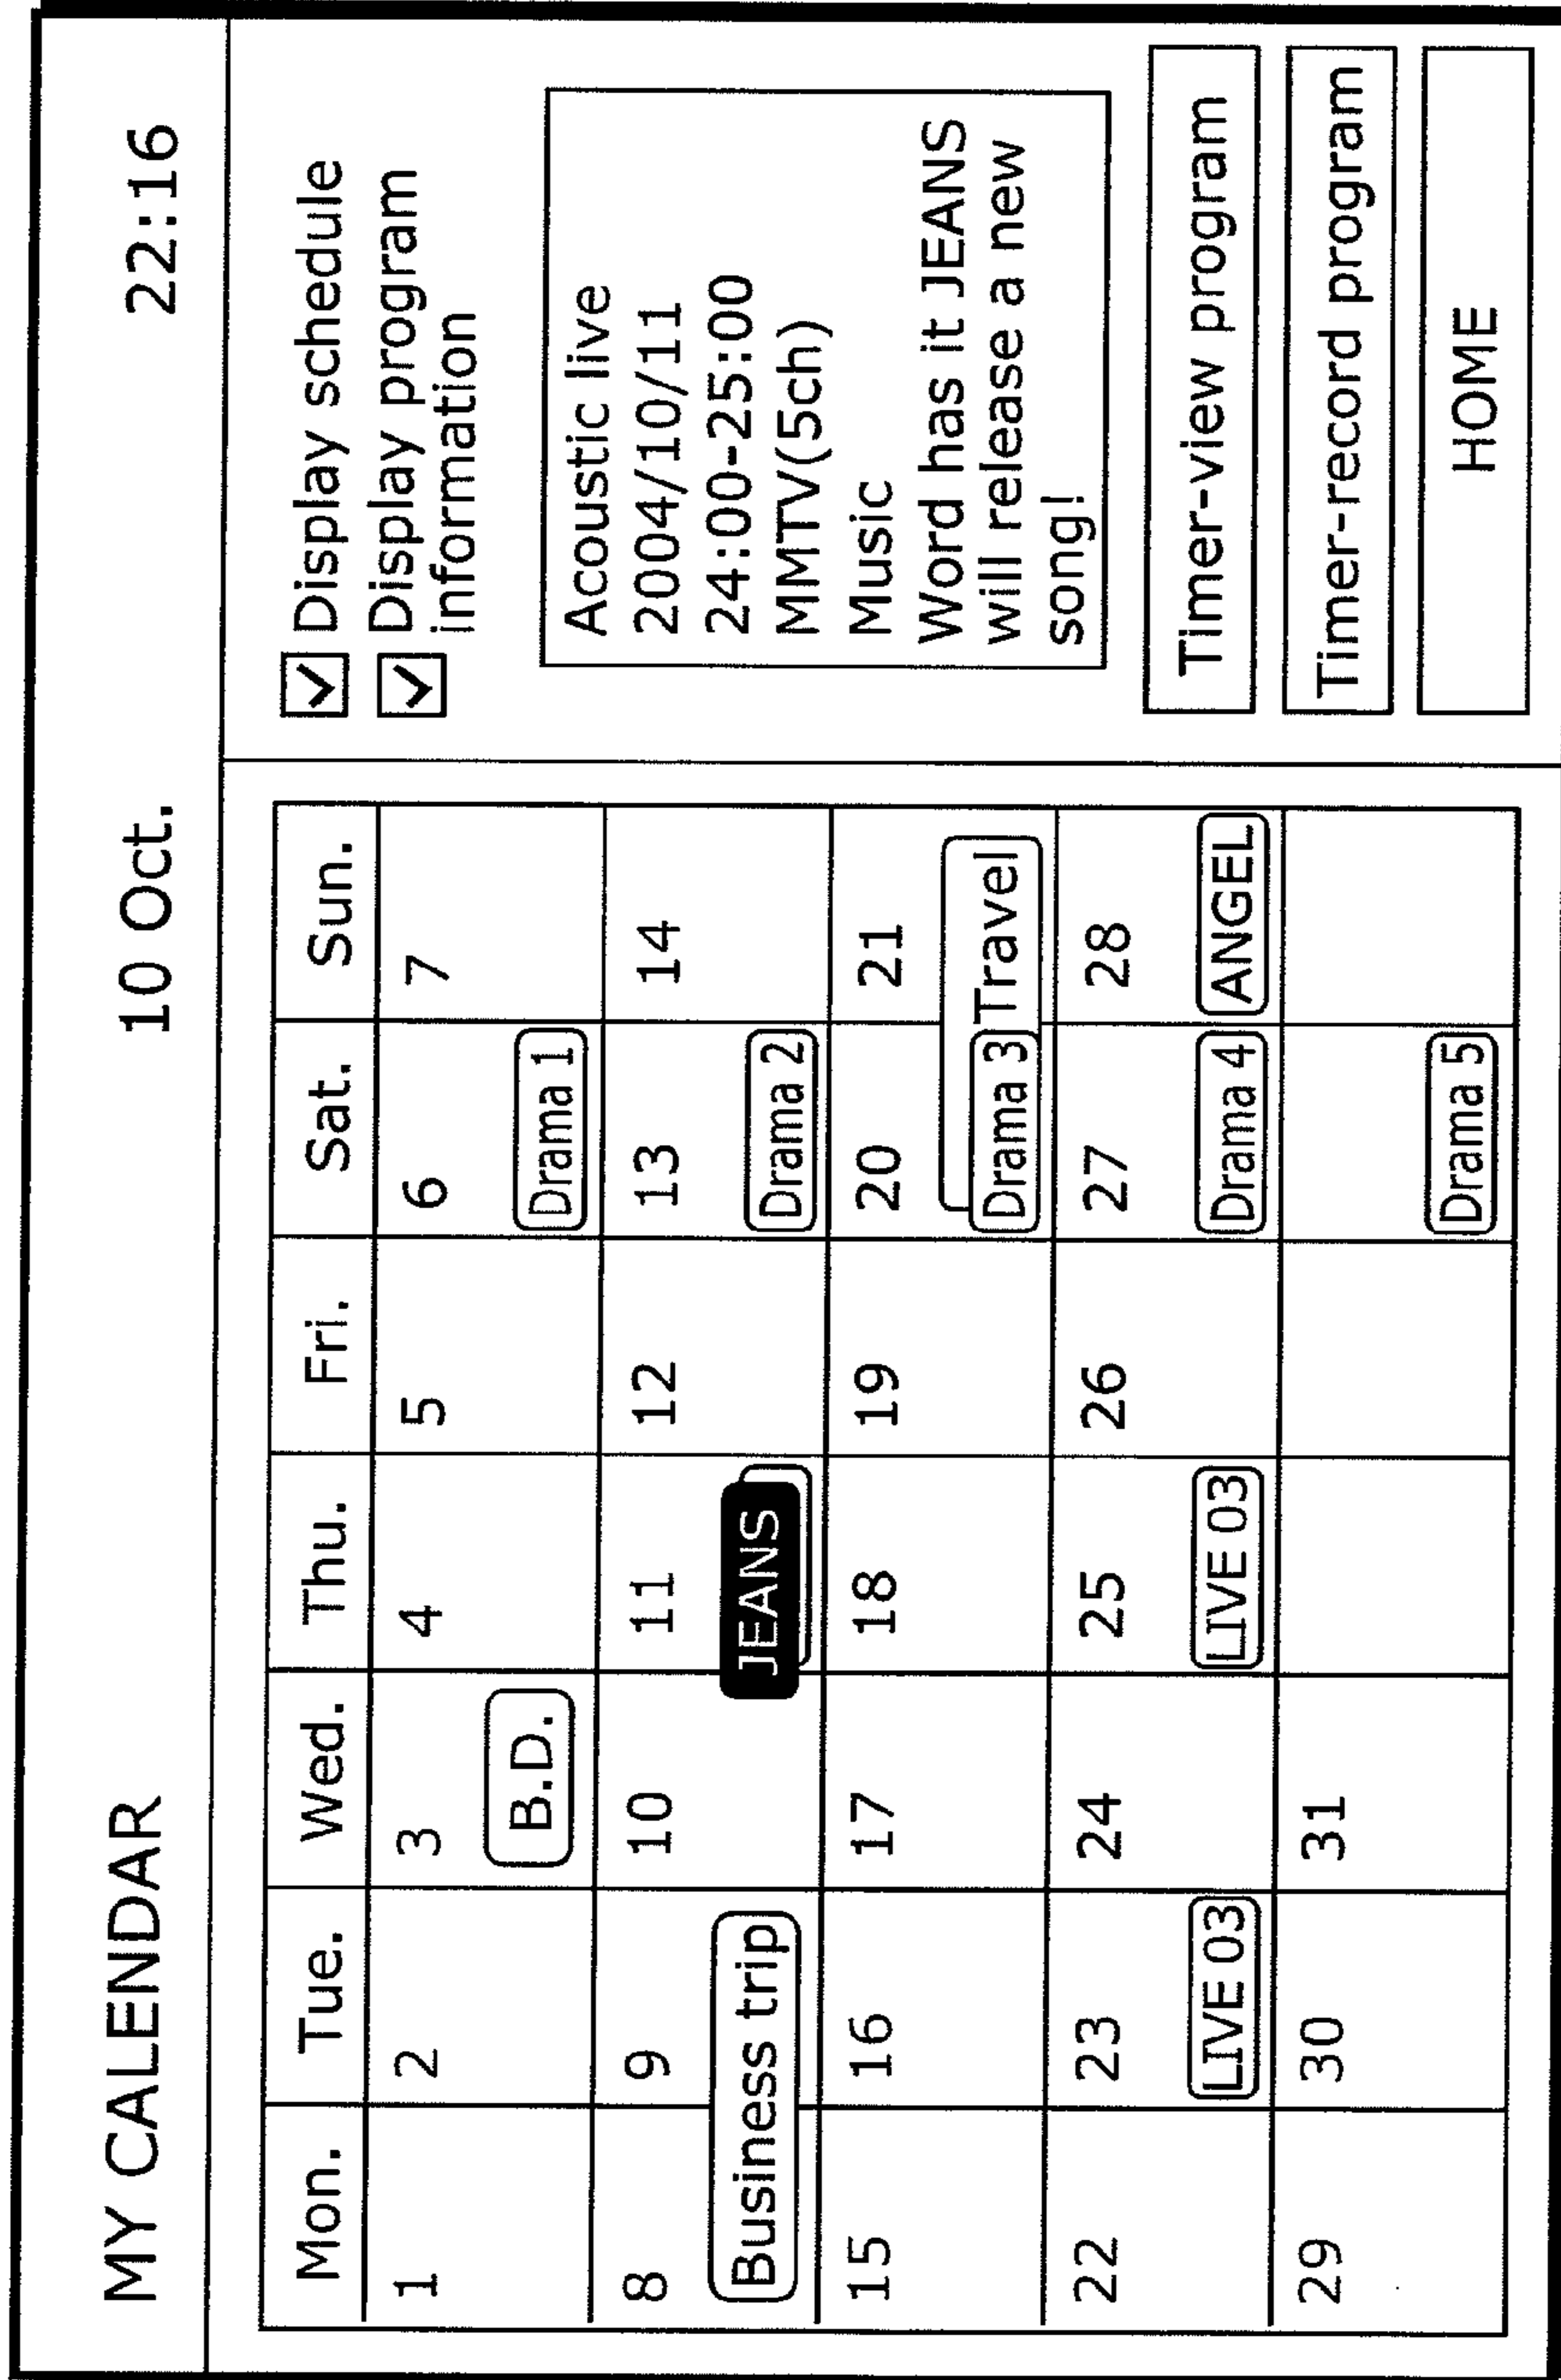 MY CALENDAR 10 Oct. 22:16
Mon. Tue. Wed. Thu. Fri. Sat. Sun.
1 2 3 4 5 6 7
B.D. Drama 1
8 9 10 11 12 13 14
Business trip JEANS Drama 2
15 16 17 18 19 20 21
Travel
Drama 3
22 23 24 25 26 27 28
LIVE 03 LIVE 03 Drama 4 ANGEL
29 30 31
Drama 5
Display schedule
Display program
information
Acoustic live
2004/10/11
24:00-25:00
MMTV(5ch)
Music
Word has it JEANS
will release a new
song!
Timer-view program
Timer-record program
HOME